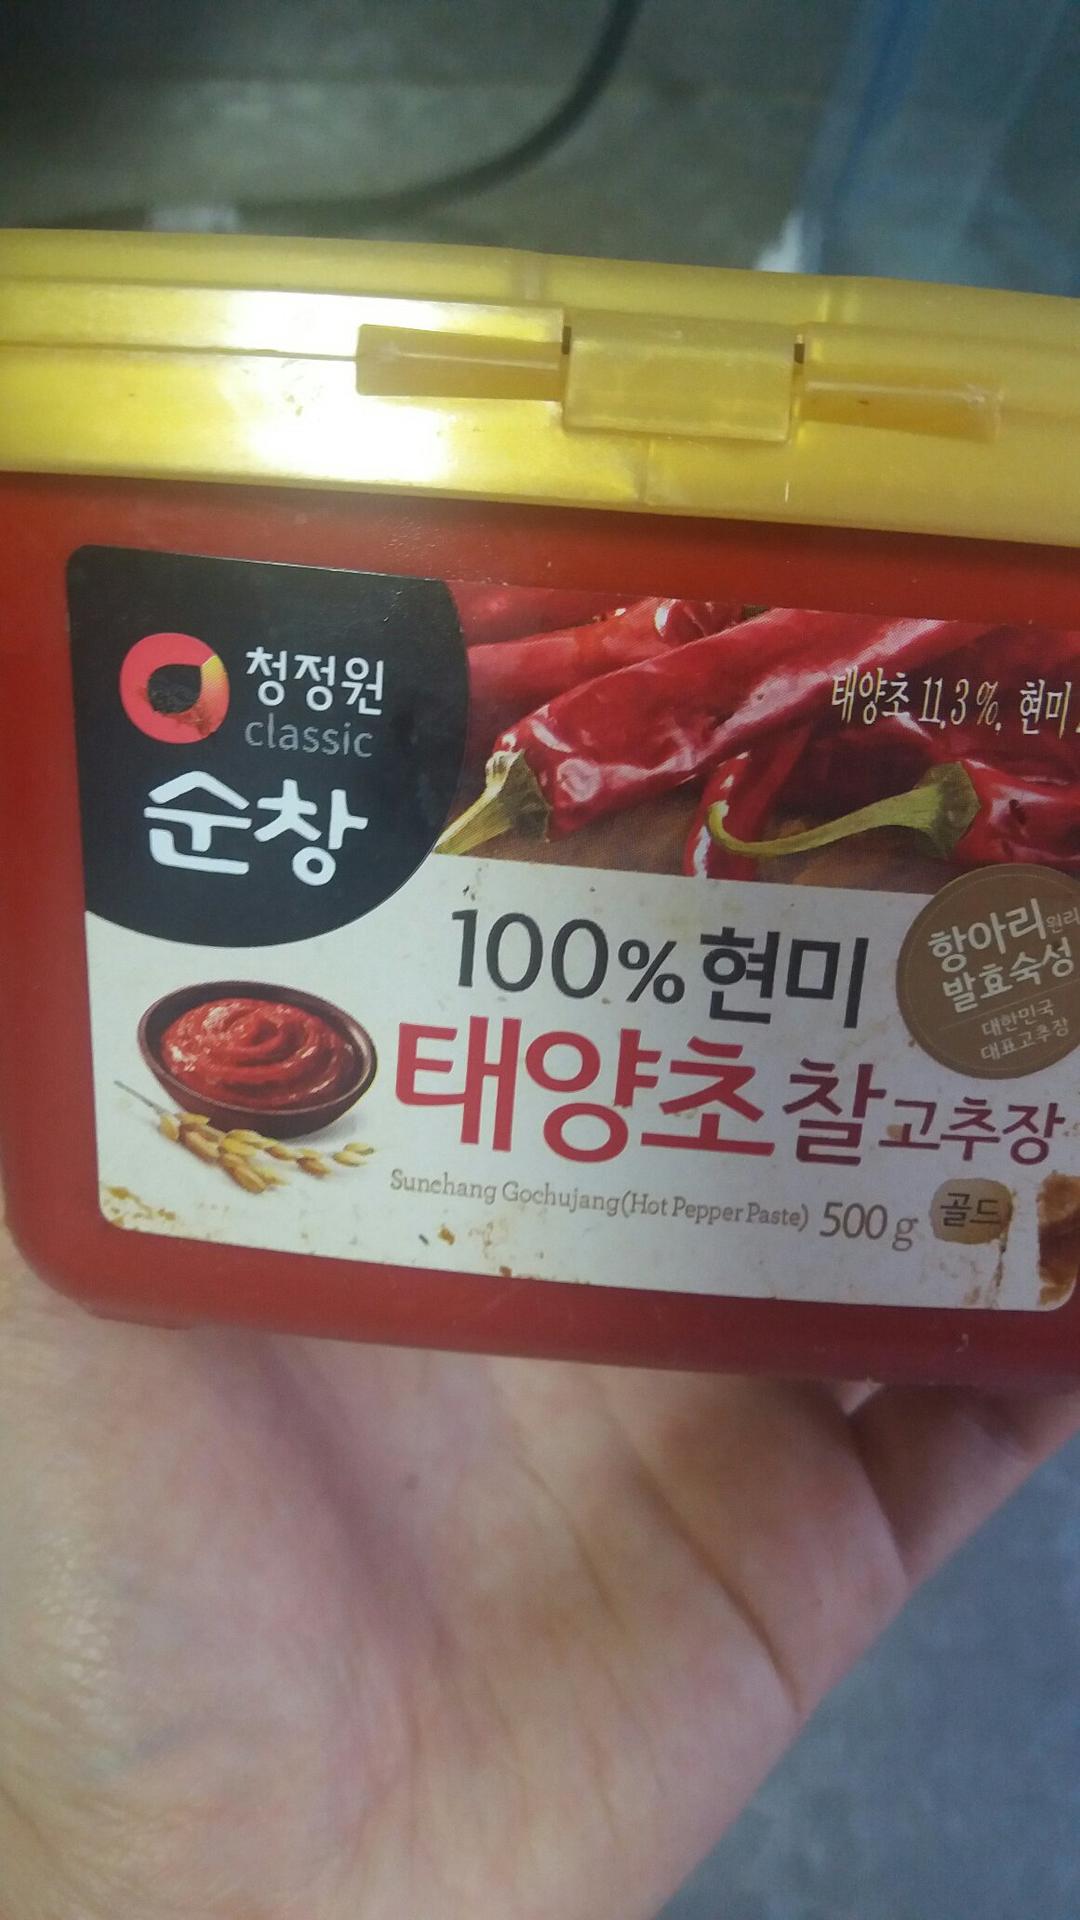 청정원
classic
순창
태양초 11.3%, 현미
100% 현미
태양초찰고추장
Sunchang Gochujang(Hot Pepper Paste) 500g 골드
항아리원리
발효숙성
대한민국
대표고추장